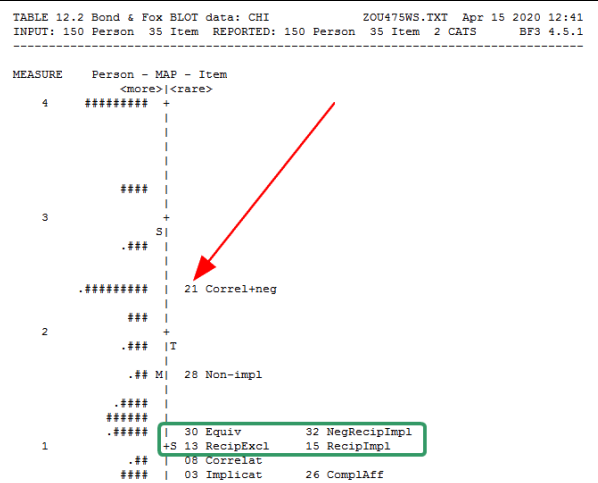 TABLE 12.2 Bond & Fox BLOT data: CHI ZOU475WS.TXT Apr 15 2020 12:41
INPUT: 150 Person 35 Item REPORTED: 150 Person 35 Item 2 CATS BF3 4.5.1
--------------------------------------------------------------------------------
MEASURE Person - MAP - Item
<more>|<rare>
4 ######### +
|
|
|
|
|
#### |
|
3 +
S|
.### |
|
|
.######### | 21 Correl+neg
|
### |
2 +
.### |T
|
.## M| 28 Non-impl
|
.#### |
###### |
.##### | 30 Equiv 32 NegRecipImpl
1 +S 13 RecipExcl 15 RecipImpl
.## | 08 Correlat
#### | 03 Implicat 26 ComplAff